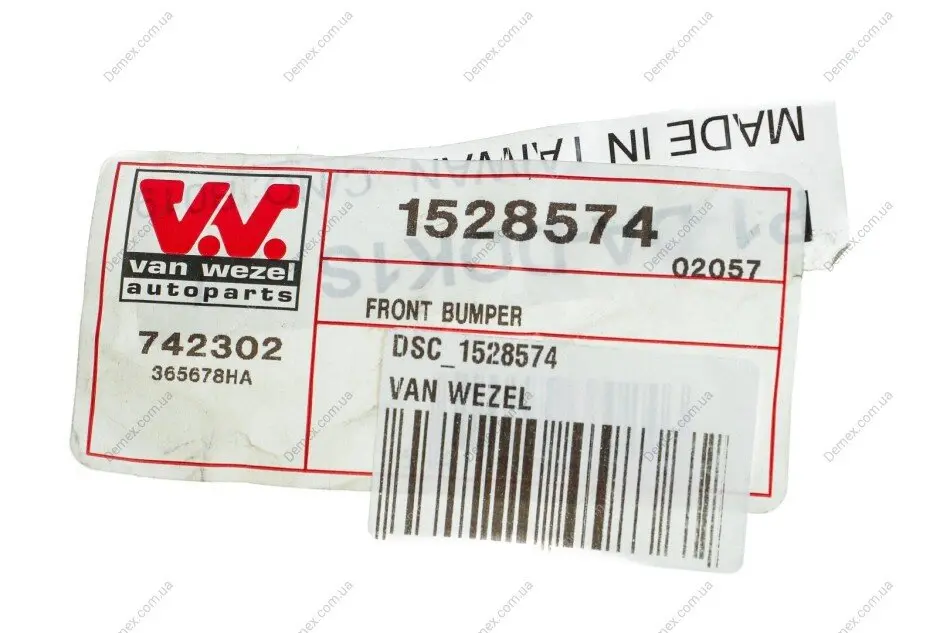 MADE IN TAIWAN
V.W.
van wezel
autoparts
1528574
02057
742302
365678HA
FRONT BUMPER
DSC_1528574
VAN WEZEL
Demex.com.ua